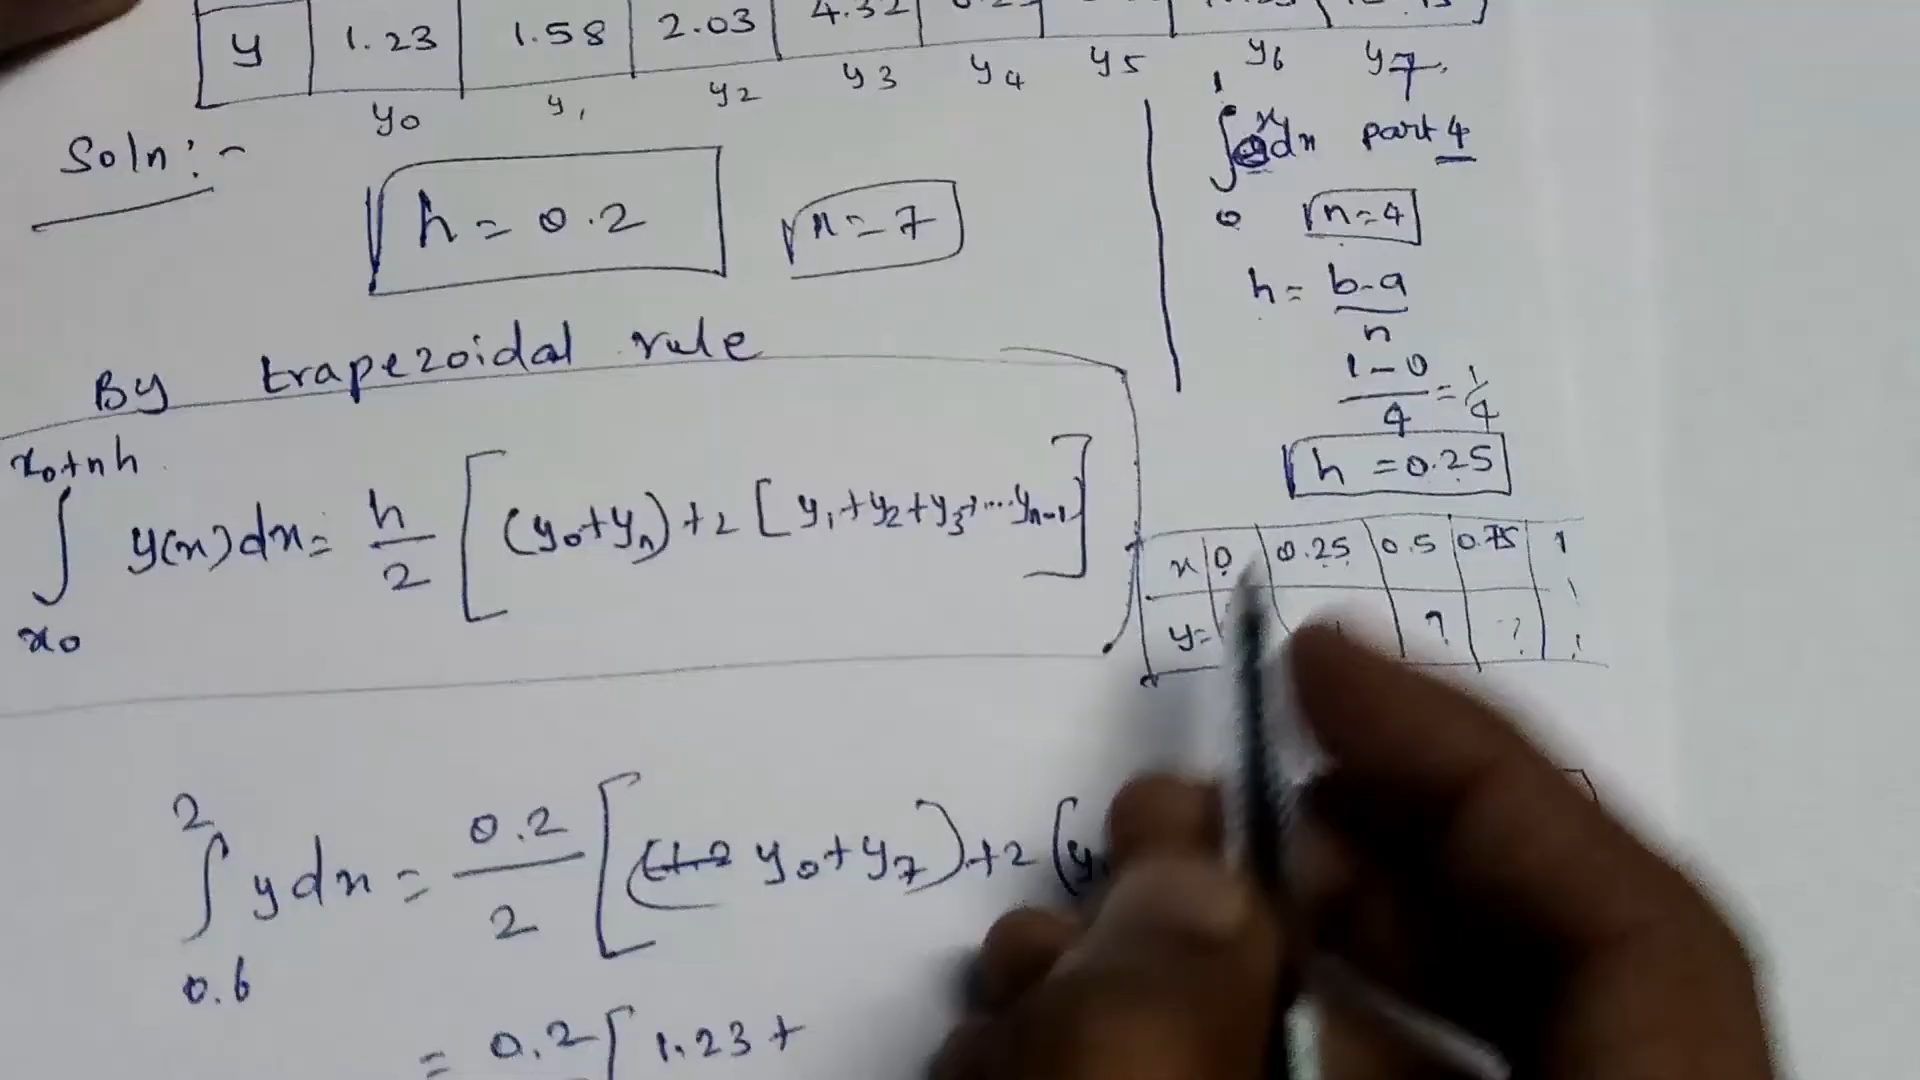 y 1.23 1.58 2.03 4.32
y0 y1 y2 y3 y4 y5 y6 y7
Soln:-
h = 0.2 n = 7
By trapezoidal rule
x0+nh
∫ y(x)dx = h/2 [(y0+yn)+2[y1+y2+y3+....yn-1]]
x0
2
∫ ydx = 0.2/2 [ y0+y7)+2(y
0.6
= 0.2 [ 1.23 +
1
∫ e^x dx part 4
0 n=4
h = b-a/n
1-0/4 = 1/4
h = 0.25
x 0 0.25 0.5 0.75 1
y= ? ?